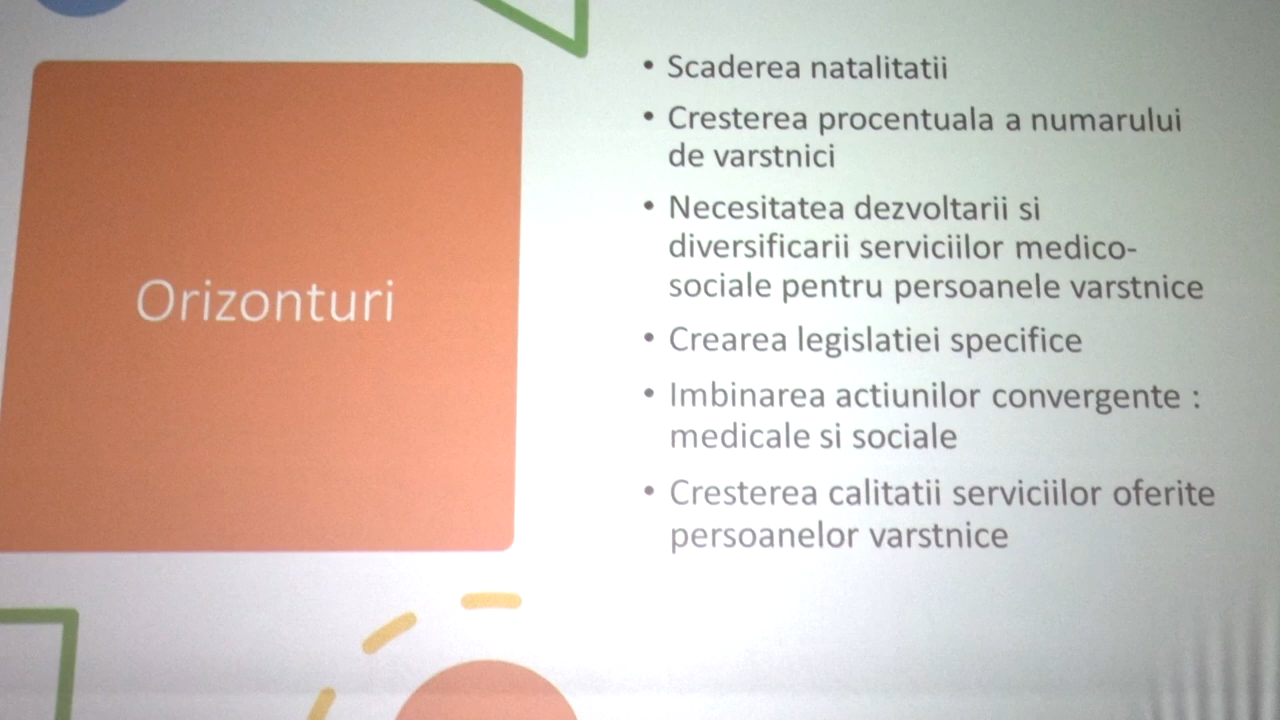 Orizonturi
• Scaderea natalitatii
• Cresterea procentuala a numarului
de varstnici
• Necesitatea dezvoltarii si
diversificarii serviciilor medico-
sociale pentru persoanele varstnice
• Crearea legislatiei specifice
• Imbinarea actiunilor convergente :
medicale si sociale
• Cresterea calitatii serviciilor oferite
persoanelor varstnice